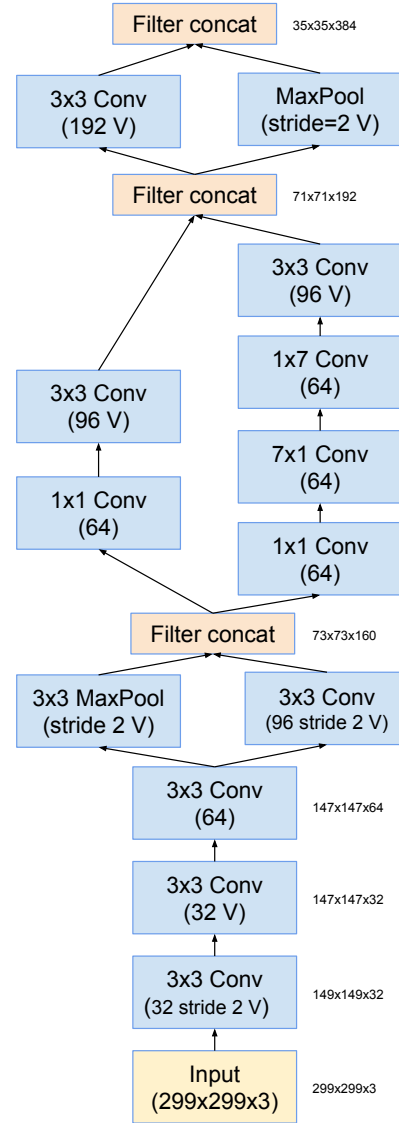 Filter concat
35x35x384
3x3 Conv
(192 V)
MaxPool
(stride=2 V)
Filter concat
71x71x192
3x3 Conv
(96 V)
1x7 Conv
(64)
3x3 Conv
(96 V)
7x1 Conv
(64)
1x1 Conv
(64)
1x1 Conv
(64)
Filter concat
73x73x160
3x3 MaxPool
(stride 2 V)
3x3 Conv
(96 stride 2 V)
3x3 Conv
(64)
147x147x64
3x3 Conv
(32 V)
147x147x32
3x3 Conv
(32 stride 2 V)
149x149x32
Input
(299x299x3)
299x299x3